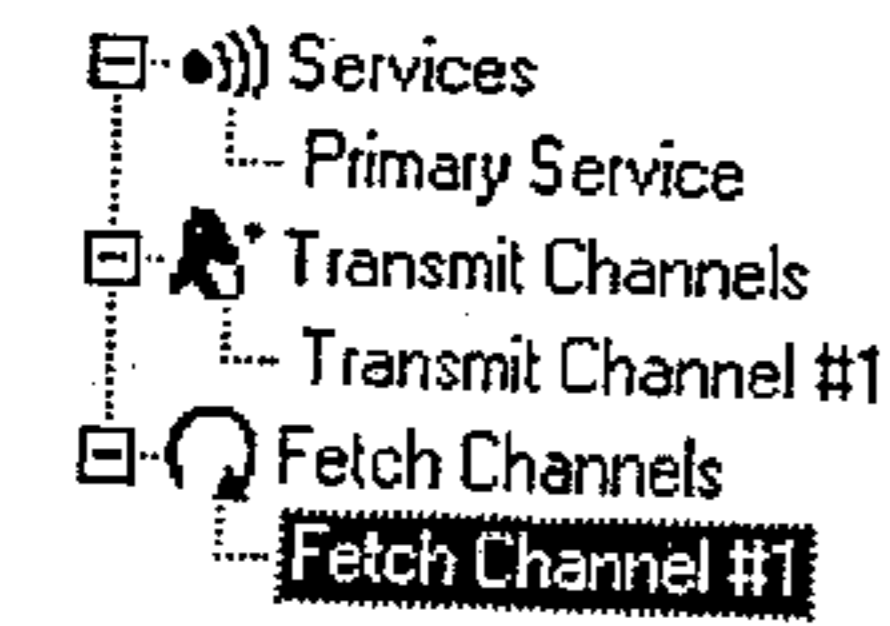 Services
Primary Service
Transmit Channels
Transmit Channel #1
Fetch Channels
Fetch Channel #1